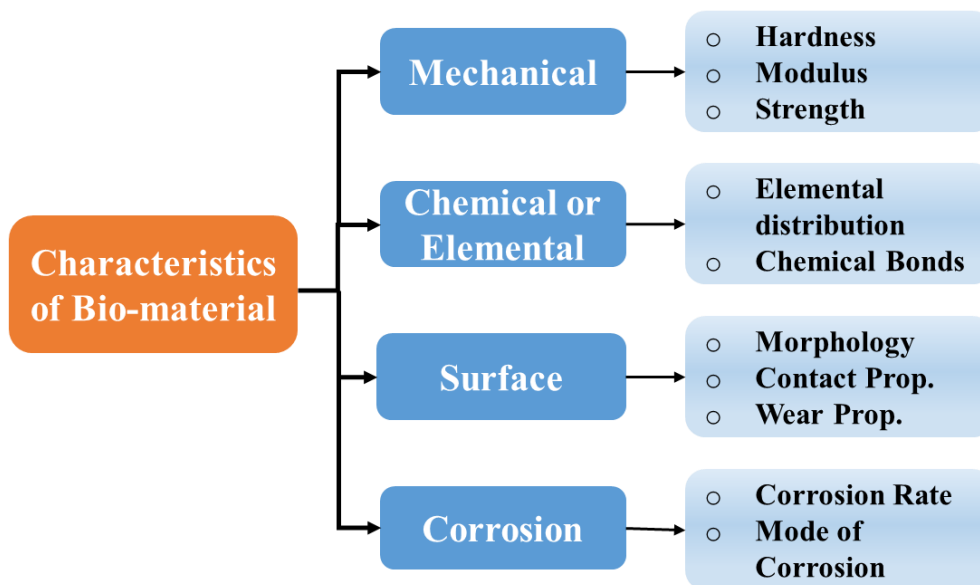 Characteristics
of Bio-material
Mechanical
○ Hardness
○ Modulus
○ Strength
Chemical or
Elemental
○ Elemental
distribution
○ Chemical Bonds
Surface
○ Morphology
○ Contact Prop.
○ Wear Prop.
Corrosion
○ Corrosion Rate
○ Mode of
Corrosion